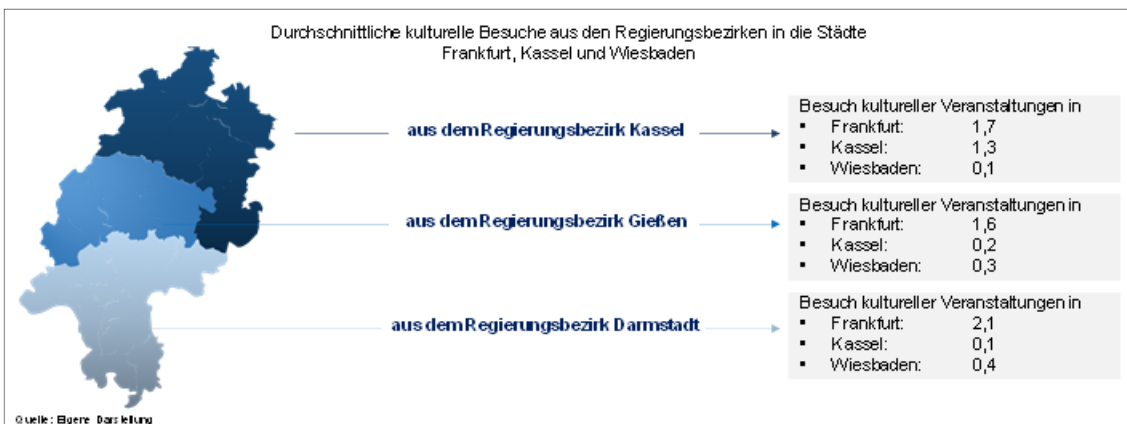 Durchschnittliche kulturelle Besuche aus den Regierungsbezirken in die Städte
Frankfurt, Kassel und Wiesbaden
aus dem Regierungsbezirk Kassel
Besuch kultureller Veranstaltungen in
▪ Frankfurt: 1,7
▪ Kassel: 1,3
▪ Wiesbaden: 0,1
aus dem Regierungsbezirk Gießen
Besuch kultureller Veranstaltungen in
▪ Frankfurt: 1,6
▪ Kassel: 0,2
▪ Wiesbaden: 0,3
aus dem Regierungsbezirk Darmstadt
Besuch kultureller Veranstaltungen in
▪ Frankfurt: 2,1
▪ Kassel: 0,1
▪ Wiesbaden: 0,4
Quelle: Eigene Darstellung